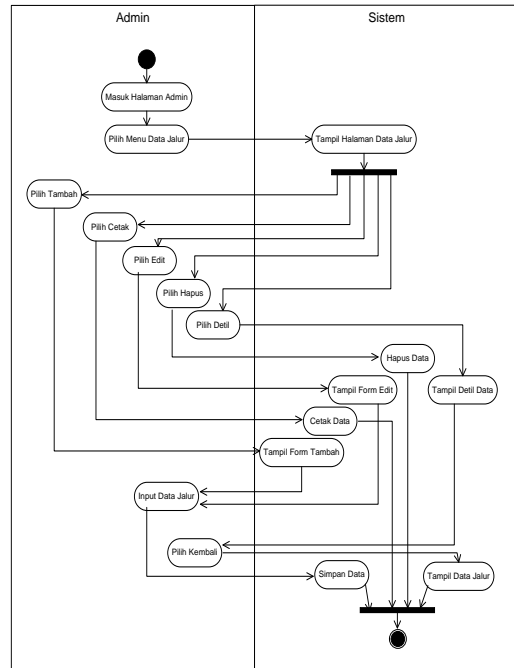 Admin
Sistem
Masuk Halaman Admin
Pilih Menu Data Jalur
Tampil Halaman Data Jalur
Pilih Tambah
Pilih Cetak
Pilih Edit
Pilih Hapus
Pilih Detil
Hapus Data
Tampil Form Edit
Tampil Detil Data
Cetak Data
Tampil Form Tambah
Input Data Jalur
Pilih Kembali
Simpan Data
Tampil Data Jalur